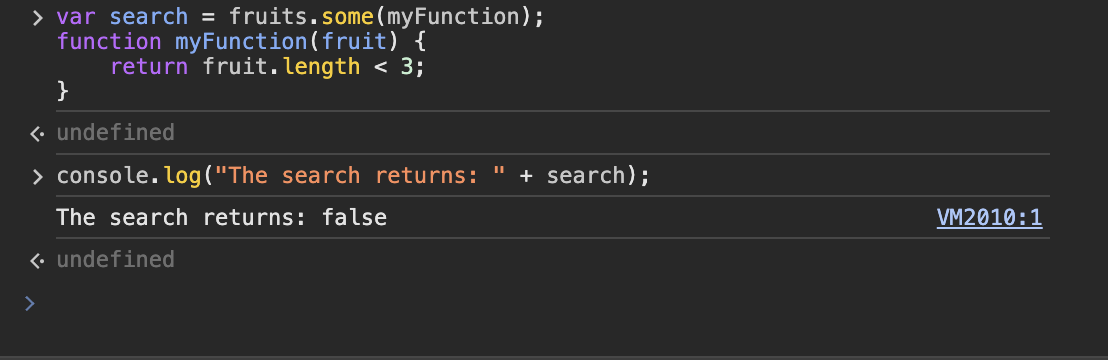 > var search = fruits.some(myFunction);
function myFunction(fruit) {
    return fruit.length < 3;
}
undefined
> console.log("The search returns: " + search);
The search returns: false VM2010:1
undefined
>